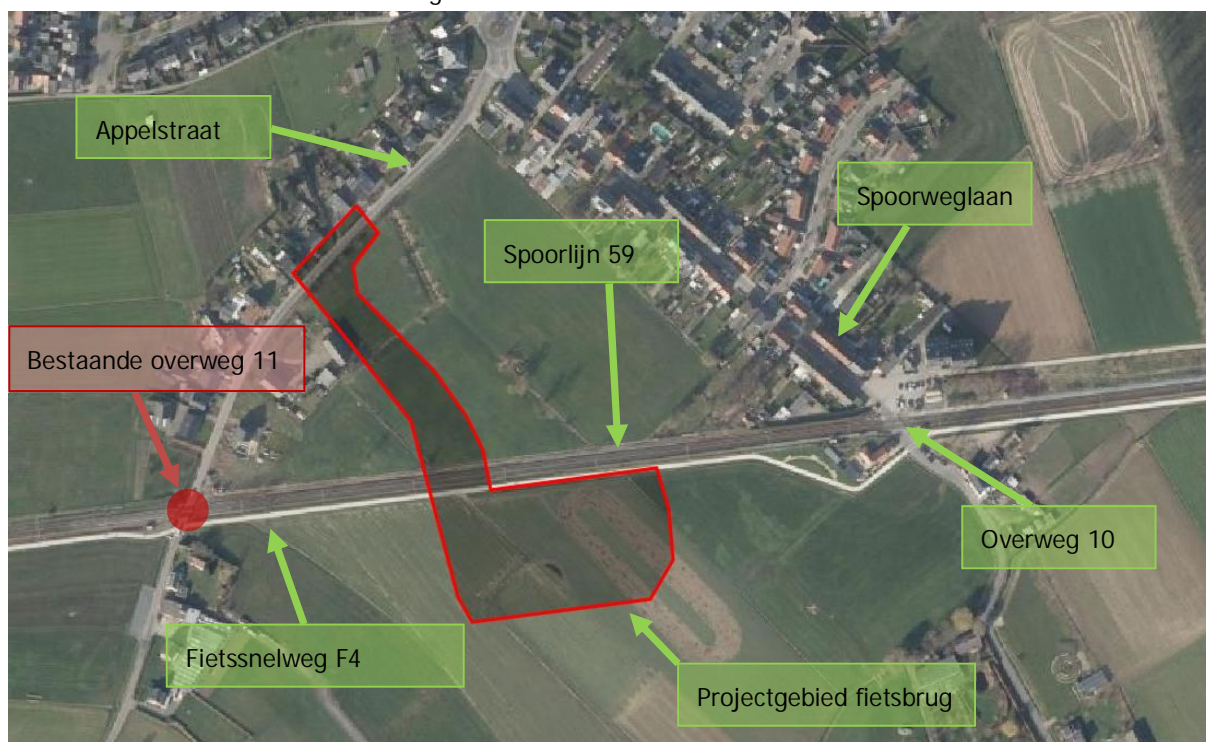 Appelstraat
Spoorweglaan
Spoorlijn 59
Bestaande overweg 11
Overweg 10
Fietssnelweg F4
Projectgebied fietsbrug